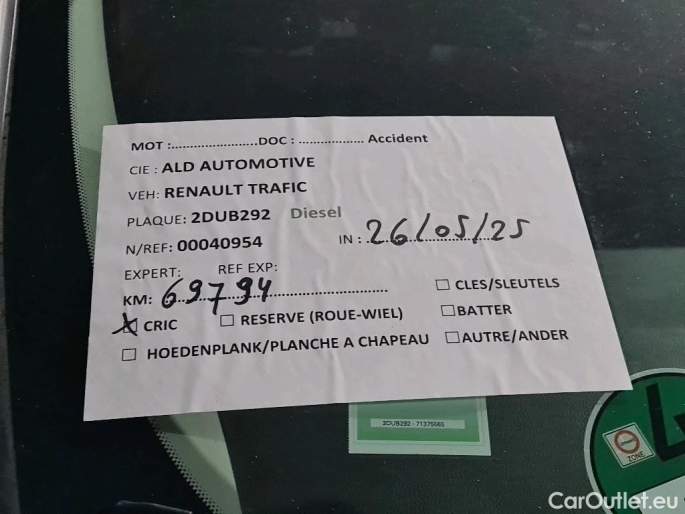 MOT :......................DOC : .................. Accident
CIE : ALD AUTOMOTIVE
VEH: RENAULT TRAFIC
PLAQUE: 2DUB292 Diesel
N/REF: 00040954 IN : 26/05/25
EXPERT: REF EXP:
KM: 69794 ☐ CLES/SLEUTELS
☒ CRIC ☐ RESERVE (ROUE-WIEL) ☐ BATTER
☐ HOEDENPLANK/PLANCHE A CHAPEAU ☐ AUTRE/ANDER
ZONE
CarOutlet.eu